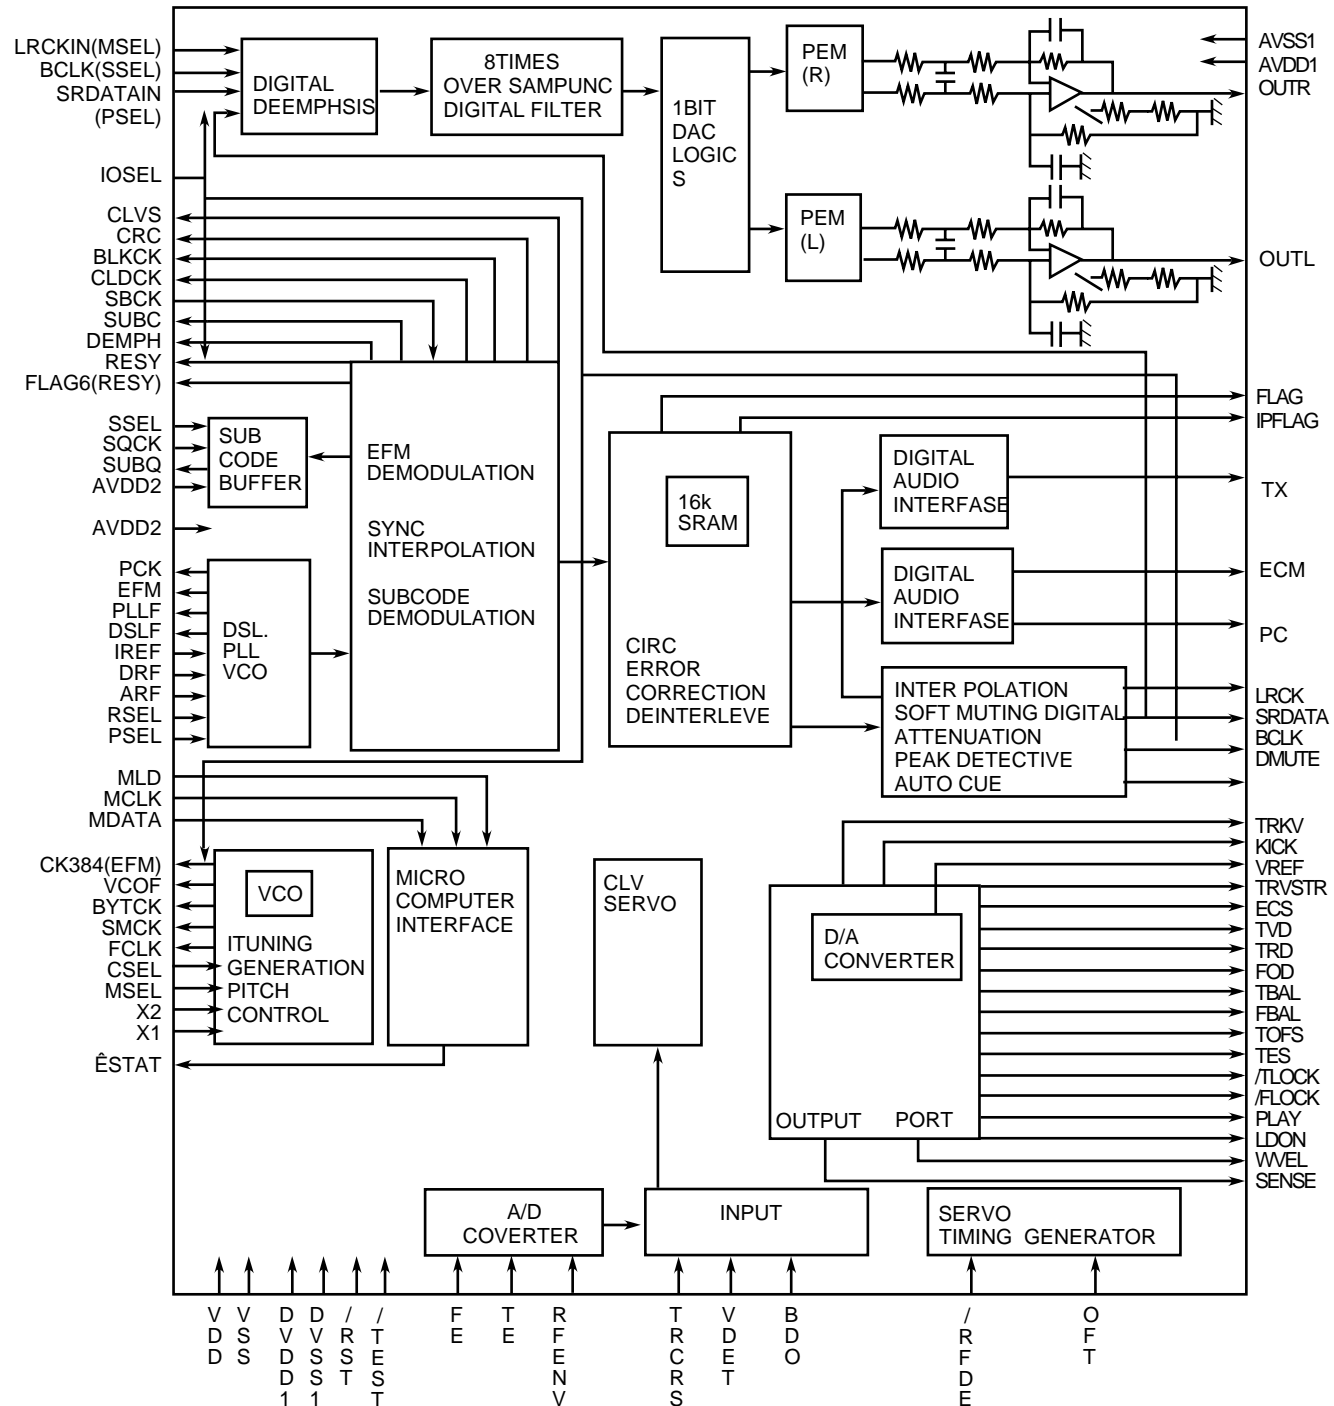 LRCKIN(MSEL)
BCLK(SSEL)
SRDATAIN
(PSEL)
IOSEL
CLVS
CRC
BLKCK
CLDCK
SBCK
SUBC
DEMPH
RESY
FLAG6(RESY)
SSEL
SQCK
SUBQ
AVDD2
AVDD2
PCK
EFM
PLLF
DSLF
IREF
DRF
ARF
RSEL
PSEL
MLD
MCLK
MDATA
CK384(EFM)
VCOF
BYTCK
SMCK
FCLK
CSEL
MSEL
X2
X1
ÊSTAT
DIGITAL
DEEMPHSIS
8TIMES
OVER SAMPUNC
DIGITAL FILTER
1BIT
DAC
LOGIC
S
PEM
(R)
PEM
(L)
AVSS1
AVDD1
OUTR
OUTL
SUB
CODE
BUFFER
EFM
DEMODULATION
SYNC
INTERPOLATION
SUBCODE
DEMODULATION
DSL.
PLL
VCO
16k
SRAM
CIRC
ERROR
CORRECTION
DEINTERLEVE
DIGITAL
AUDIO
INTERFASE
DIGITAL
AUDIO
INTERFASE
INTER POLATION
SOFT MUTING DIGITAL
ATTENUATION
PEAK DETECTIVE
AUTO CUE
FLAG
IPFLAG
TX
ECM
PC
LRCK
SRDATA
BCLK
DMUTE
VCO
ITUNING
GENERATION
PITCH
CONTROL
MICRO
COMPUTER
INTERFACE
CLV
SERVO
D/A
CONVERTER
OUTPUT PORT
TRKV
KICK
VREF
TRVSTR
ECS
TVD
TRD
FOD
TBAL
FBAL
TOFS
TES
/TLOCK
/FLOCK
PLAY
LDON
WVEL
SENSE
A/D
COVERTER
INPUT
SERVO
TIMING GENERATOR
VDD
VSS
DVDD1
DVSS1
/RST
/TEST
FE
TE
RFENV
TRCRS
VDET
BDO
/RFDE
OFT